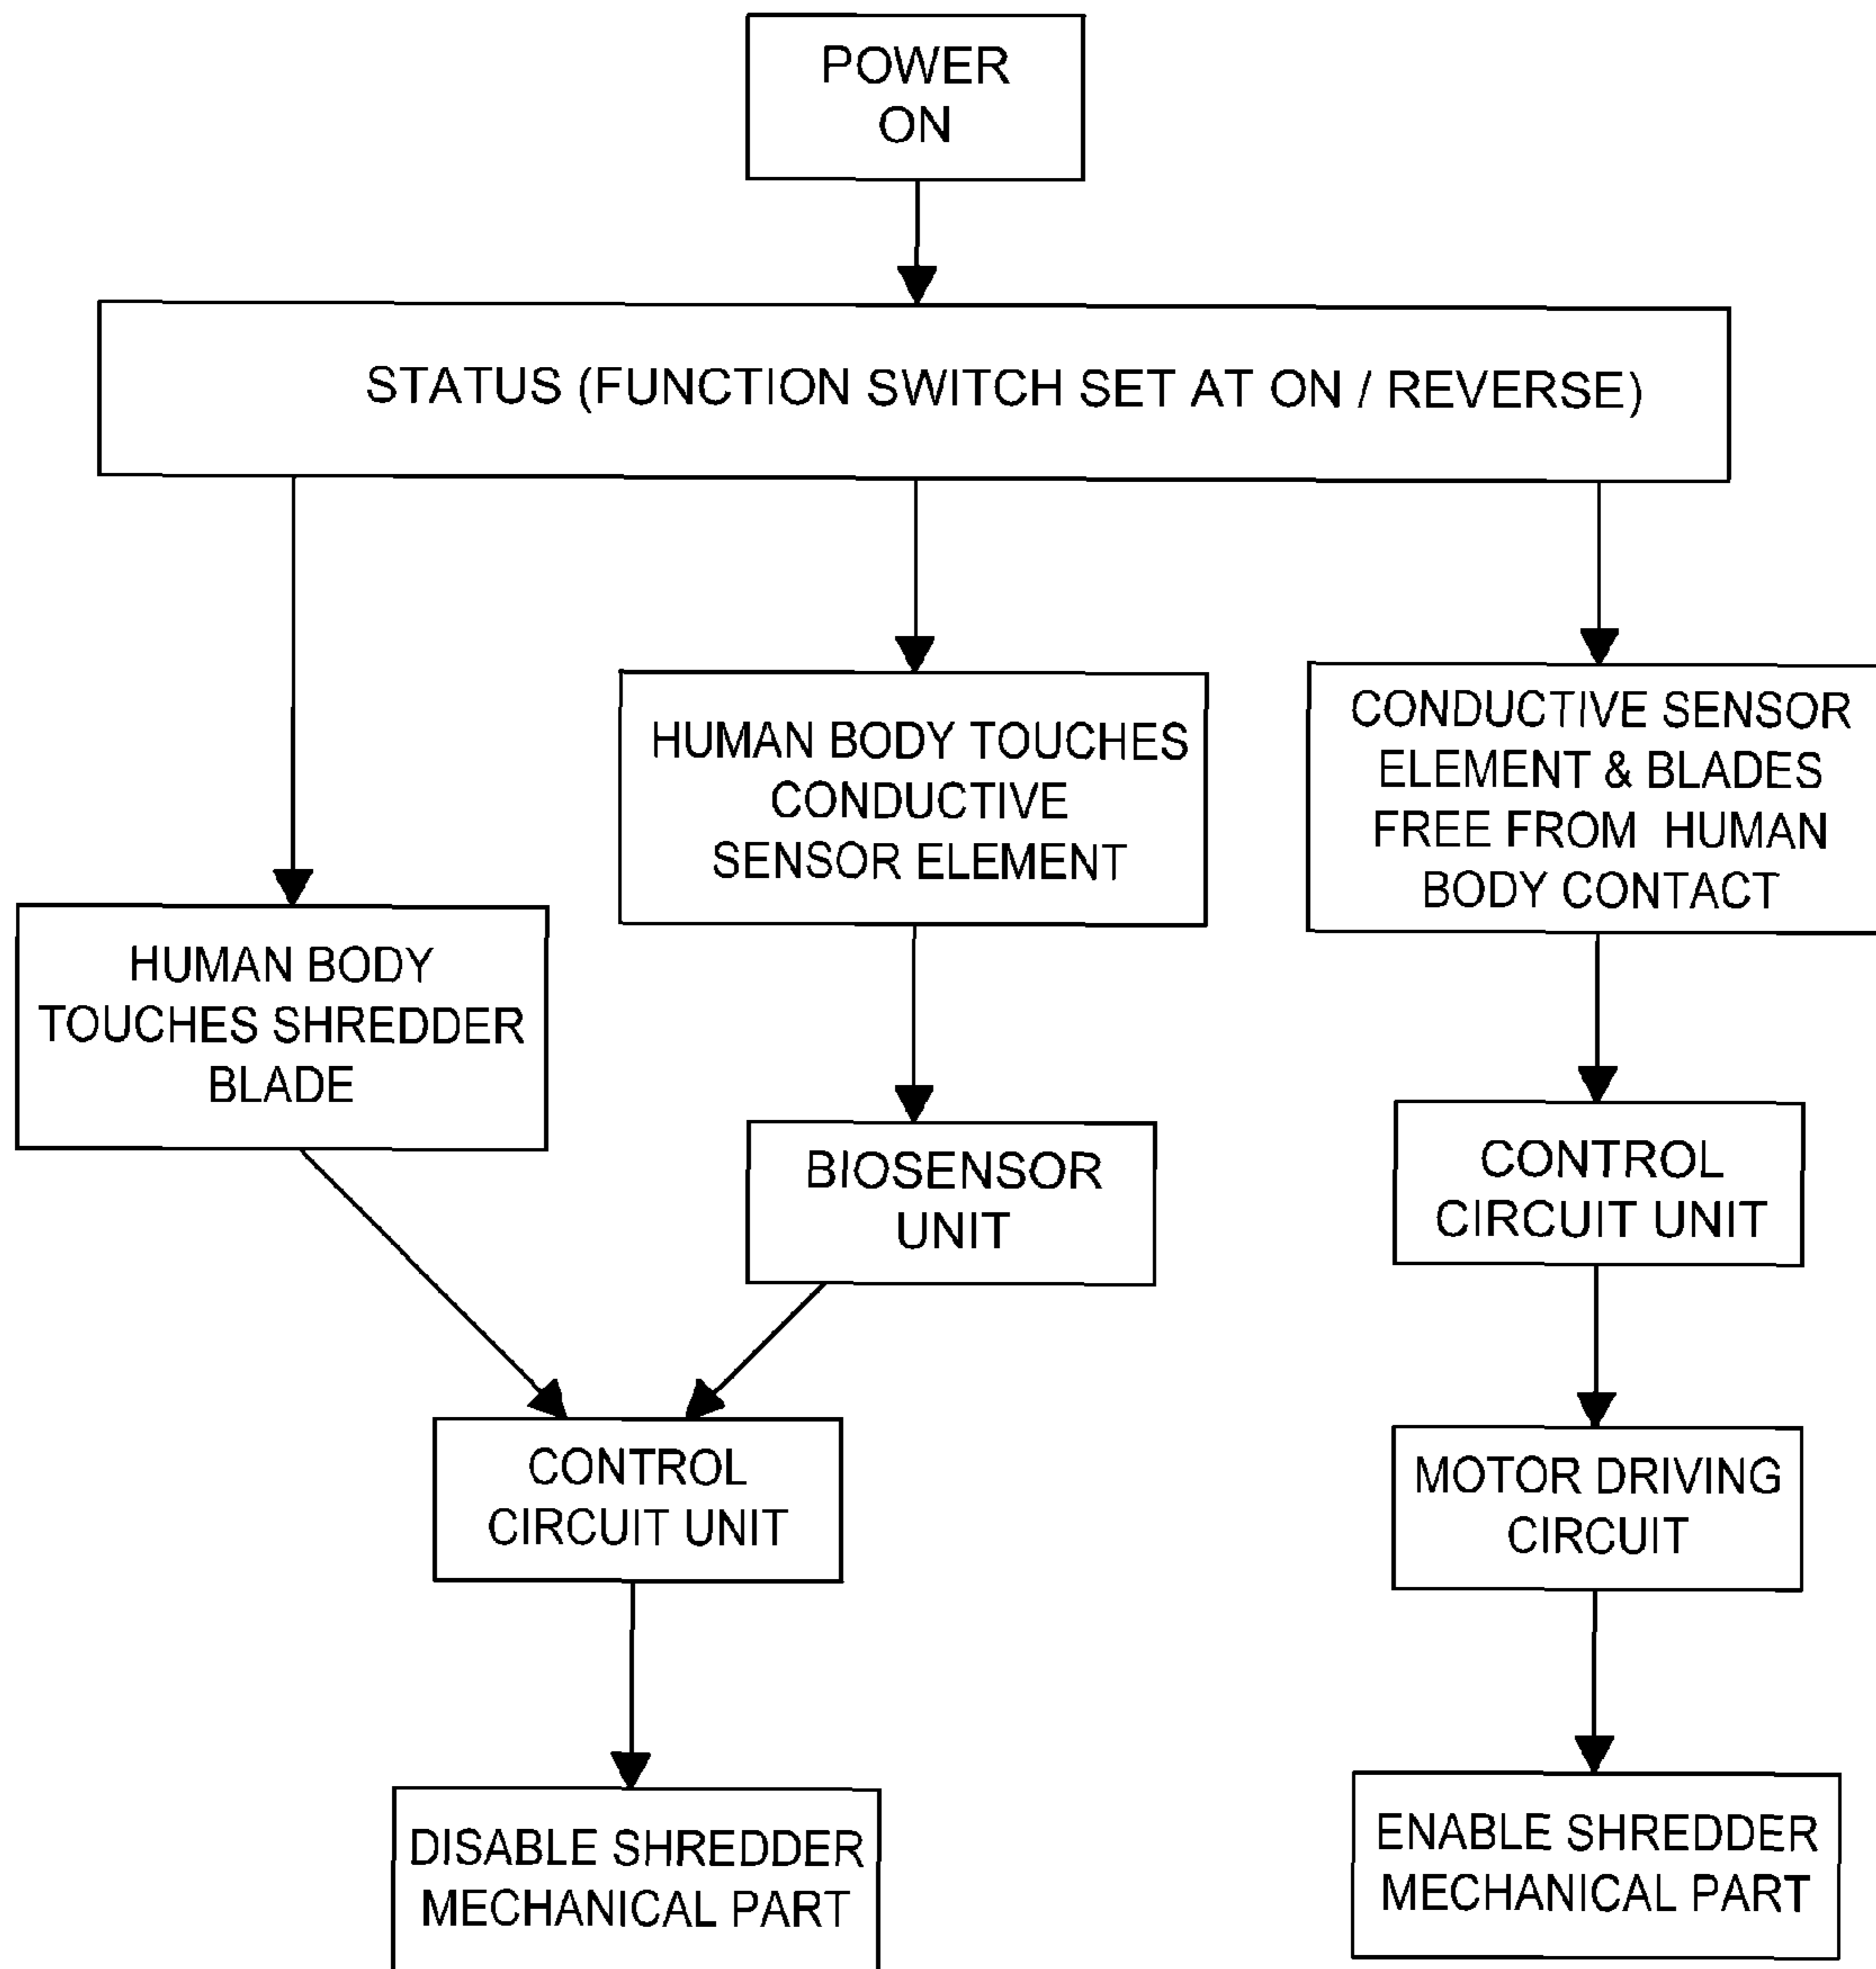 POWER
ON
STATUS (FUNCTION SWITCH SET AT ON / REVERSE)
HUMAN BODY
TOUCHES SHREDDER
BLADE
HUMAN BODY TOUCHES
CONDUCTIVE
SENSOR ELEMENT
CONDUCTIVE SENSOR
ELEMENT & BLADES
FREE FROM HUMAN
BODY CONTACT
BIOSENSOR
UNIT
CONTROL
CIRCUIT UNIT
CONTROL
CIRCUIT UNIT
MOTOR DRIVING
CIRCUIT
DISABLE SHREDDER
MECHANICAL PART
ENABLE SHREDDER
MECHANICAL PART